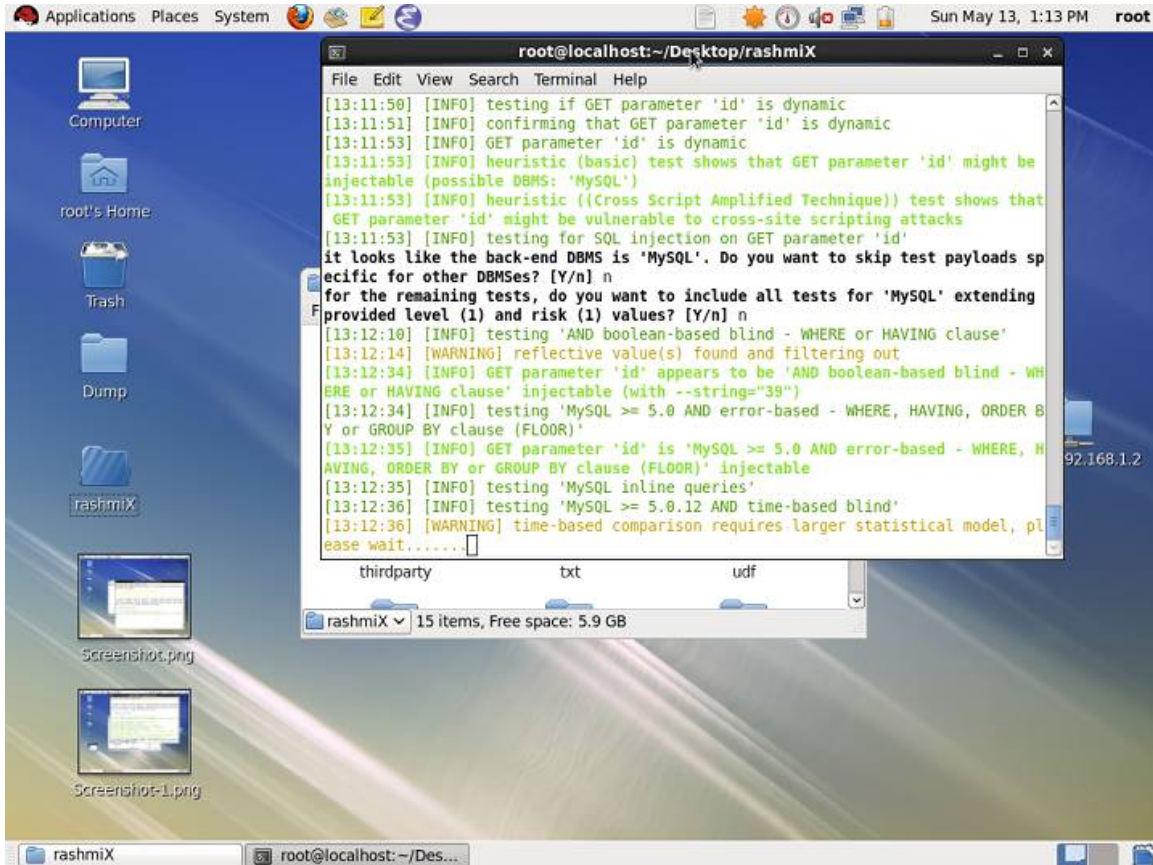 Applications Places System
Sun May 13, 1:13 PM root
root@localhost:~/Desktop/rashmiX
File Edit View Search Terminal Help
[13:11:50] [INFO] testing if GET parameter 'id' is dynamic
[13:11:51] [INFO] confirming that GET parameter 'id' is dynamic
[13:11:53] [INFO] GET parameter 'id' is dynamic
[13:11:53] [INFO] heuristic (basic) test shows that GET parameter 'id' might be
injectable (possible DBMS: 'MySQL')
[13:11:53] [INFO] heuristic ((Cross Script Amplified Technique)) test shows that
GET parameter 'id' might be vulnerable to cross-site scripting attacks
[13:11:53] [INFO] testing for SQL injection on GET parameter 'id'
it looks like the back-end DBMS is 'MySQL'. Do you want to skip test payloads sp
ecific for other DBMSes? [Y/n] n
for the remaining tests, do you want to include all tests for 'MySQL' extending
provided level (1) and risk (1) values? [Y/n] n
[13:12:10] [INFO] testing 'AND boolean-based blind - WHERE or HAVING clause'
[13:12:14] [WARNING] reflective value(s) found and filtering out
[13:12:34] [INFO] GET parameter 'id' appears to be 'AND boolean-based blind - WH
ERE or HAVING clause' injectable (with --string="39")
[13:12:34] [INFO] testing 'MySQL >= 5.0 AND error-based - WHERE, HAVING, ORDER B
Y or GROUP BY clause (FLOOR)'
[13:12:35] [INFO] GET parameter 'id' is 'MySQL >= 5.0 AND error-based - WHERE, H
AVING, ORDER BY or GROUP BY clause (FLOOR)' injectable
[13:12:35] [INFO] testing 'MySQL inline queries'
[13:12:36] [INFO] testing 'MySQL >= 5.0.12 AND time-based blind'
[13:12:36] [WARNING] time-based comparison requires larger statistical model, pl
ease wait.......
Computer
root's Home
Trash
Dump
rashmiX
Screenshot.png
Screenshot-1.png
F
92.168.1.2
thirdparty txt udf
rashmiX 15 items, Free space: 5.9 GB
rashmiX
root@localhost:~/Des...